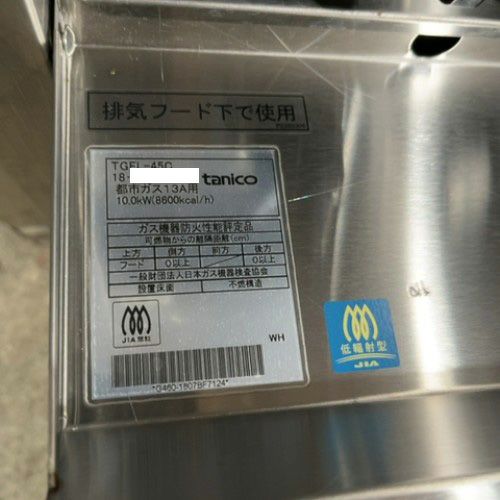 排気フード下で使用
TGFL-45C
18-
tanico
都市ガス13A用
10.0kW(8600kcal/h)
ガス機器防火性能評定品
可燃物からの離隔距離(cm)
上方 側方 前方 後方
フード 0以上 0以上
一般財団法人日本ガス機器検査協会
設置床面 不燃構造
JIA 認証
WH
*G460-1807BF7124*
低輻射型
JIA